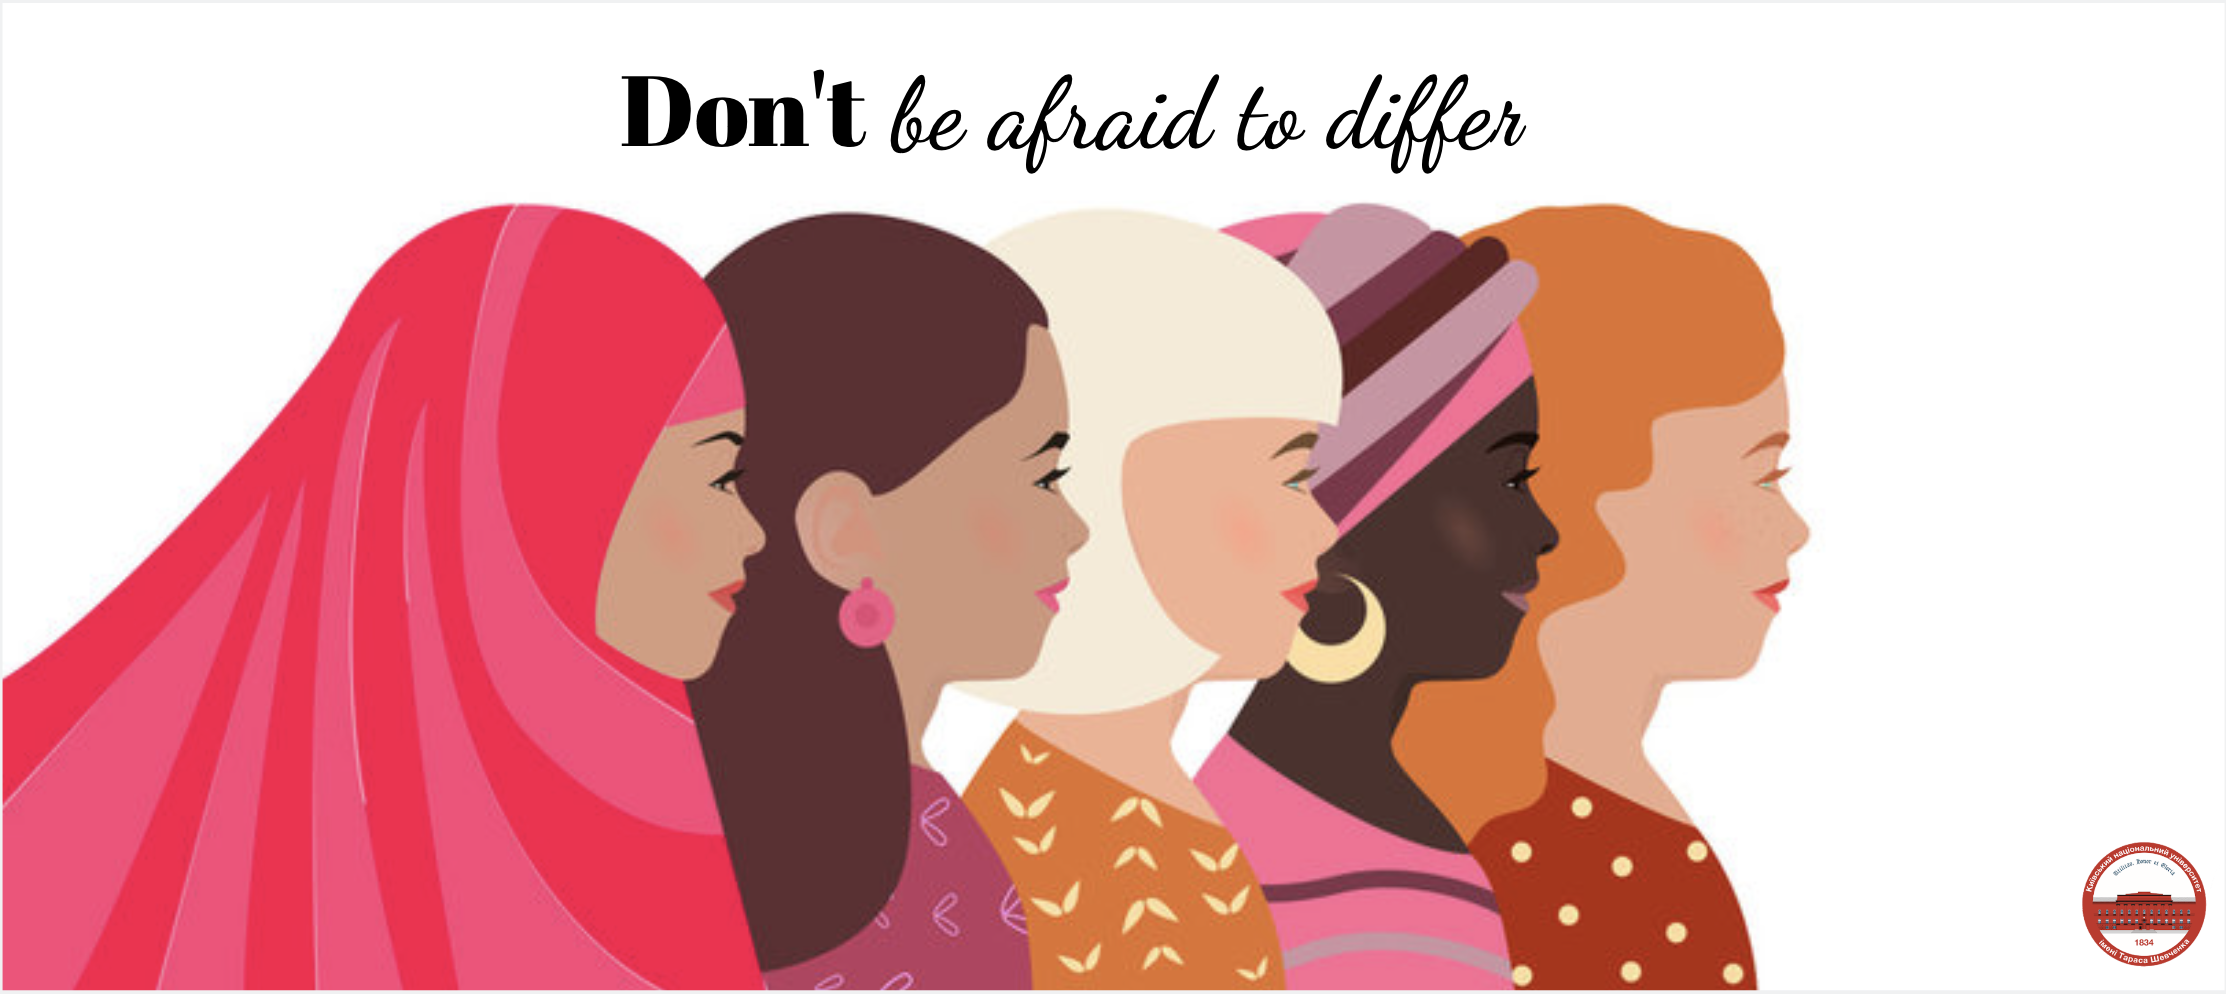 Don't be afraid to differ
Київський національний університет
Utilitas, Honor et Gloria
1834
імені Тараса Шевченка